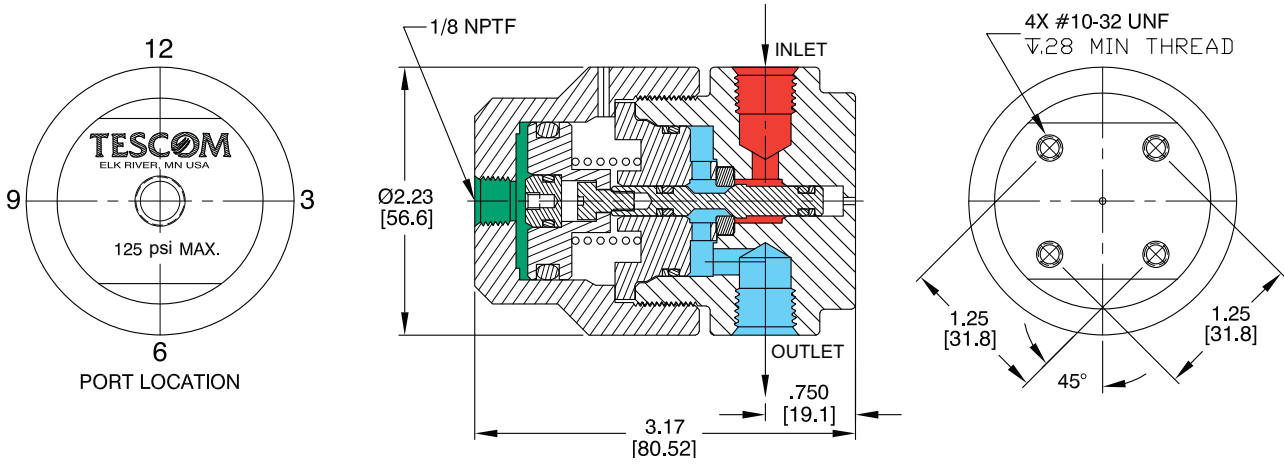 12
TESCOM
ELK RIVER, MN USA
9
3
125 psi MAX.
6
PORT LOCATION
1/8 NPTF
INLET
Ø2.23
[56.6]
OUTLET
.750
[19.1]
3.17
[80.52]
4X #10-32 UNF
↧.28 MIN THREAD
1.25
[31.8]
45°
1.25
[31.8]